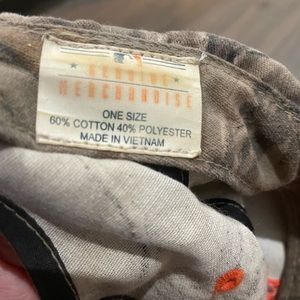 GENUINE
MERCHANDISE
ONE SIZE
60% COTTON 40% POLYESTER
MADE IN VIETNAM